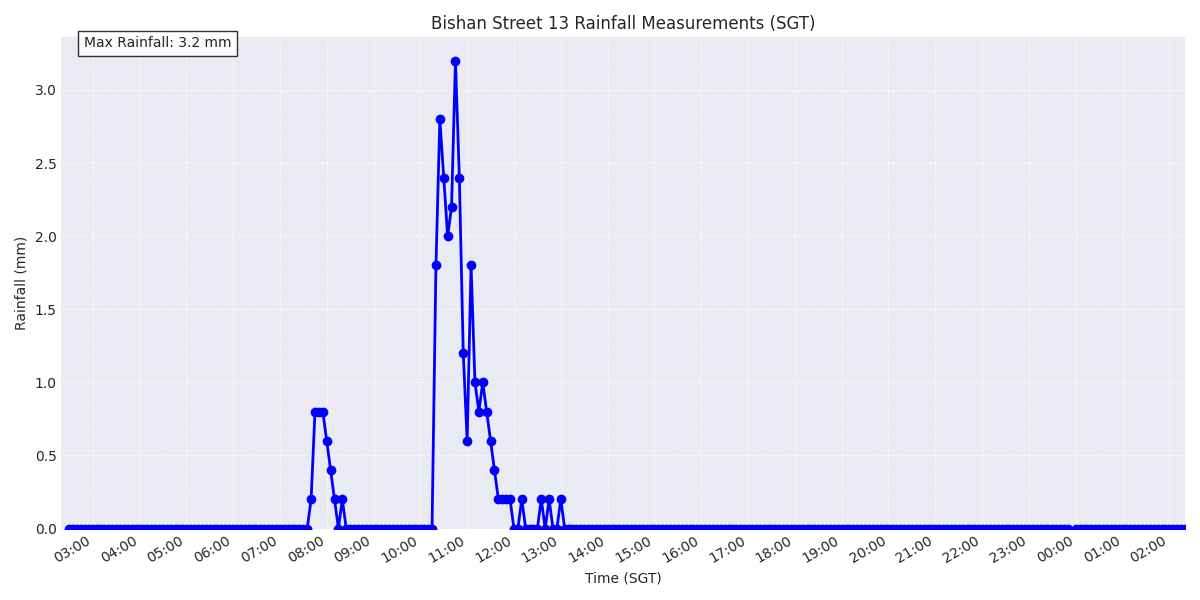 Bishan Street 13 Rainfall Measurements (SGT)
Max Rainfall: 3.2 mm
3.0
2.5
2.0
1.5
1.0
0.5
0.0
Rainfall (mm)
03:00 04:00 05:00 06:00 07:00 08:00 09:00 10:00 11:00 12:00 13:00 14:00 15:00 16:00 17:00 18:00 19:00 20:00 21:00 22:00 23:00 00:00 01:00 02:00
Time (SGT)